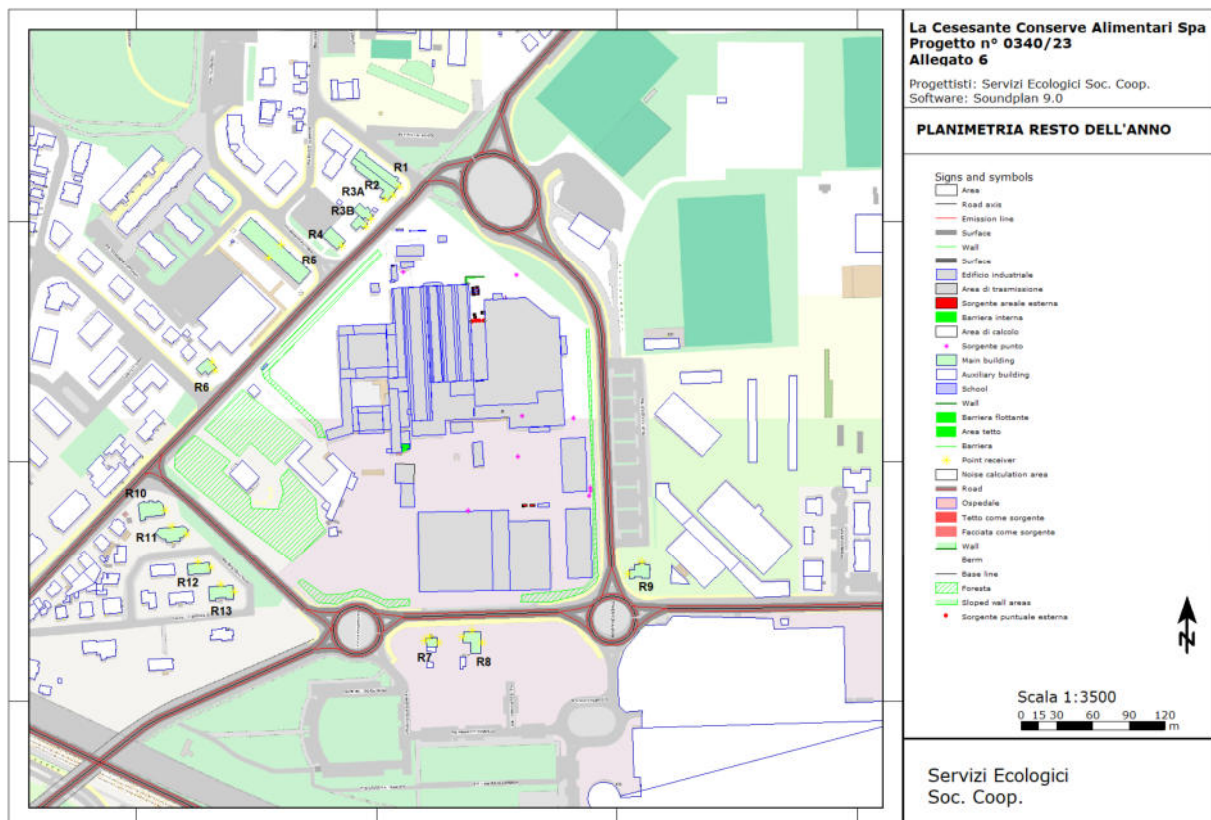 La Cesesante Conserve Alimentari Spa
Progetto n° 0340/23
Allegato 6
Progettisti: Servizi Ecologici Soc. Coop.
Software: Soundplan 9.0
PLANIMETRIA RESTO DELL'ANNO
Signs and symbols
Area
Road axis
Emission line
Surface
Wall
Surface
Edificio industriale
Area di trasmissione
Sorgente areale esterna
Barriera interna
Area di calcolo
Sorgente punto
Main building
Auxiliary building
School
Wall
Barriera flottante
Area tetto
Barriera
Point receiver
Noise calculation area
Road
Ospedale
Tetto come sorgente
Facciata come sorgente
Wall
Berm
Base line
Foresta
Sloped wall areas
Sorgente puntuale esterna
N
Scala 1:3500
0 15 30 60 90 120
m
Servizi Ecologici
Soc. Coop.
R1
R2
R3A
R3B
R4
R5
R6
R10
R11
R12
R13
R7
R8
R9